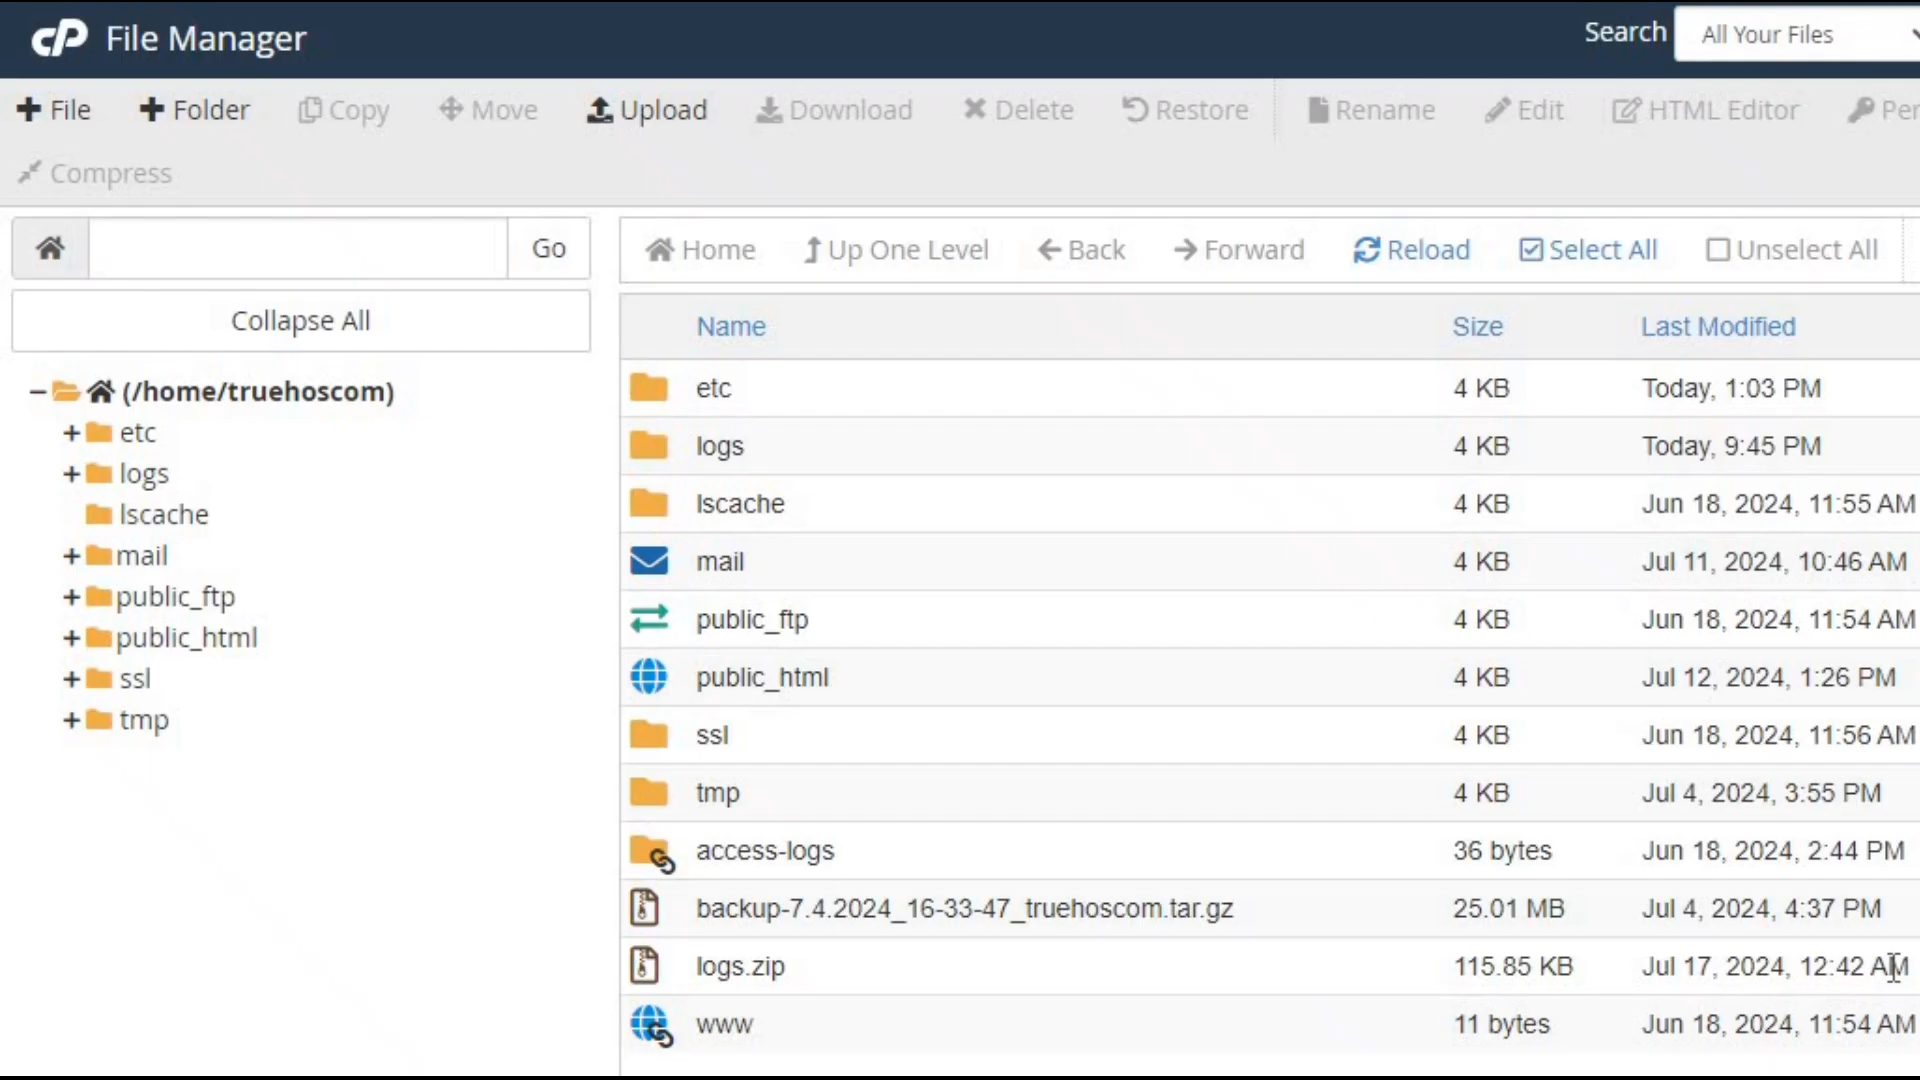 cP File Manager Search All Your Files
File Folder Copy Move Upload Download Delete Restore Rename Edit HTML Editor
Compress
Go
Collapse All
(/home/truehoscom)
etc
logs
lscache
mail
public_ftp
public_html
ssl
tmp
Home Up One Level Back Forward Reload Select All Unselect All
Name Size Last Modified
etc 4 KB Today, 1:03 PM
logs 4 KB Today, 9:45 PM
lscache 4 KB Jun 18, 2024, 11:55 AM
mail 4 KB Jul 11, 2024, 10:46 AM
public_ftp 4 KB Jun 18, 2024, 11:54 AM
public_html 4 KB Jul 12, 2024, 1:26 PM
ssl 4 KB Jun 18, 2024, 11:56 AM
tmp 4 KB Jul 4, 2024, 3:55 PM
access-logs 36 bytes Jun 18, 2024, 2:44 PM
backup-7.4.2024_16-33-47_truehoscom.tar.gz 25.01 MB Jul 4, 2024, 4:37 PM
logs.zip 115.85 KB Jul 17, 2024, 12:42 AM
www 11 bytes Jun 18, 2024, 11:54 AM